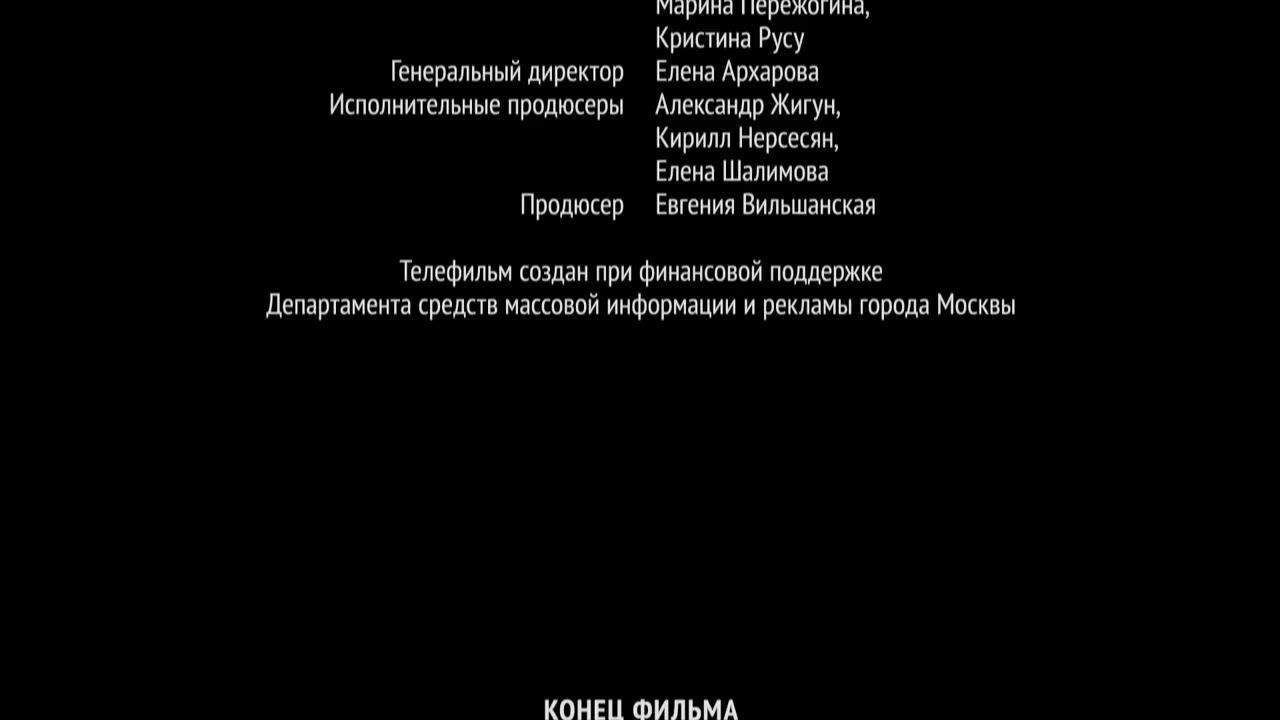 Марина Пережогина,
Кристина Русу
Генеральный директор Елена Архарова
Исполнительные продюсеры Александр Жигун,
Кирилл Нерсесян,
Елена Шалимова
Продюсер Евгения Вильшанская
Телефильм создан при финансовой поддержке
Департамента средств массовой информации и рекламы города Москвы
КОНЕЦ ФИЛЬМА